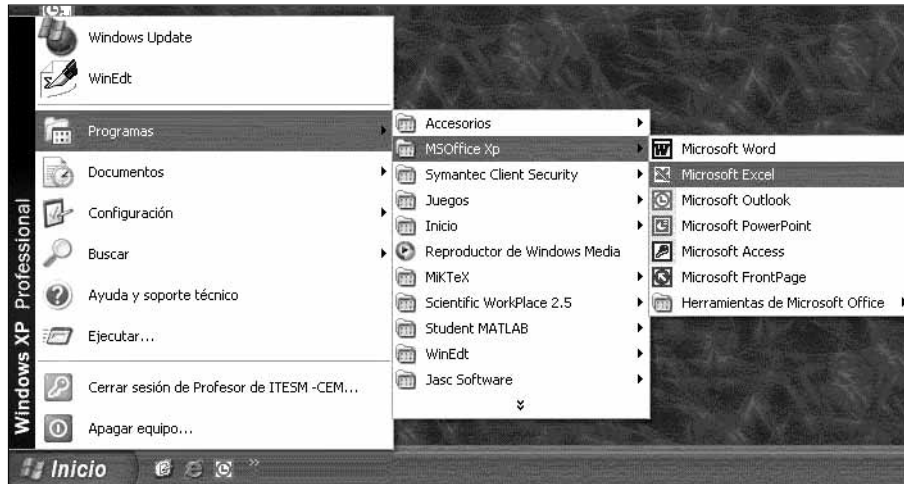 Windows Update
WinEdt
Programas
Documentos
Configuración
Buscar
Ayuda y soporte técnico
Ejecutar...
Cerrar sesión de Profesor de ITESM -CEM...
Apagar equipo...
Windows XP Professional
Accesorios
MSOffice Xp
Symantec Client Security
Juegos
Inicio
Reproductor de Windows Media
MiKTeX
Scientific WorkPlace 2.5
Student MATLAB
WinEdt
Jasc Software
Microsoft Word
Microsoft Excel
Microsoft Outlook
Microsoft PowerPoint
Microsoft Access
Microsoft FrontPage
Herramientas de Microsoft Office
Inicio